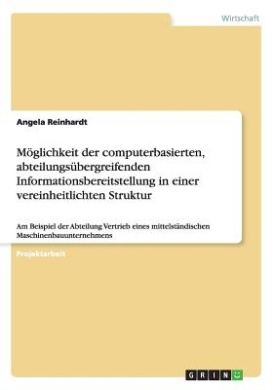 Wirtschaft
Angela Reinhardt
Möglichkeit der computerbasierten,
abteilungsübergreifenden
Informationsbereitstellung in einer
vereinheitlichten Struktur
Am Beispiel der Abteilung Vertrieb eines mittelständischen
Maschinenbauunternehmens
Projektarbeit
GRIN